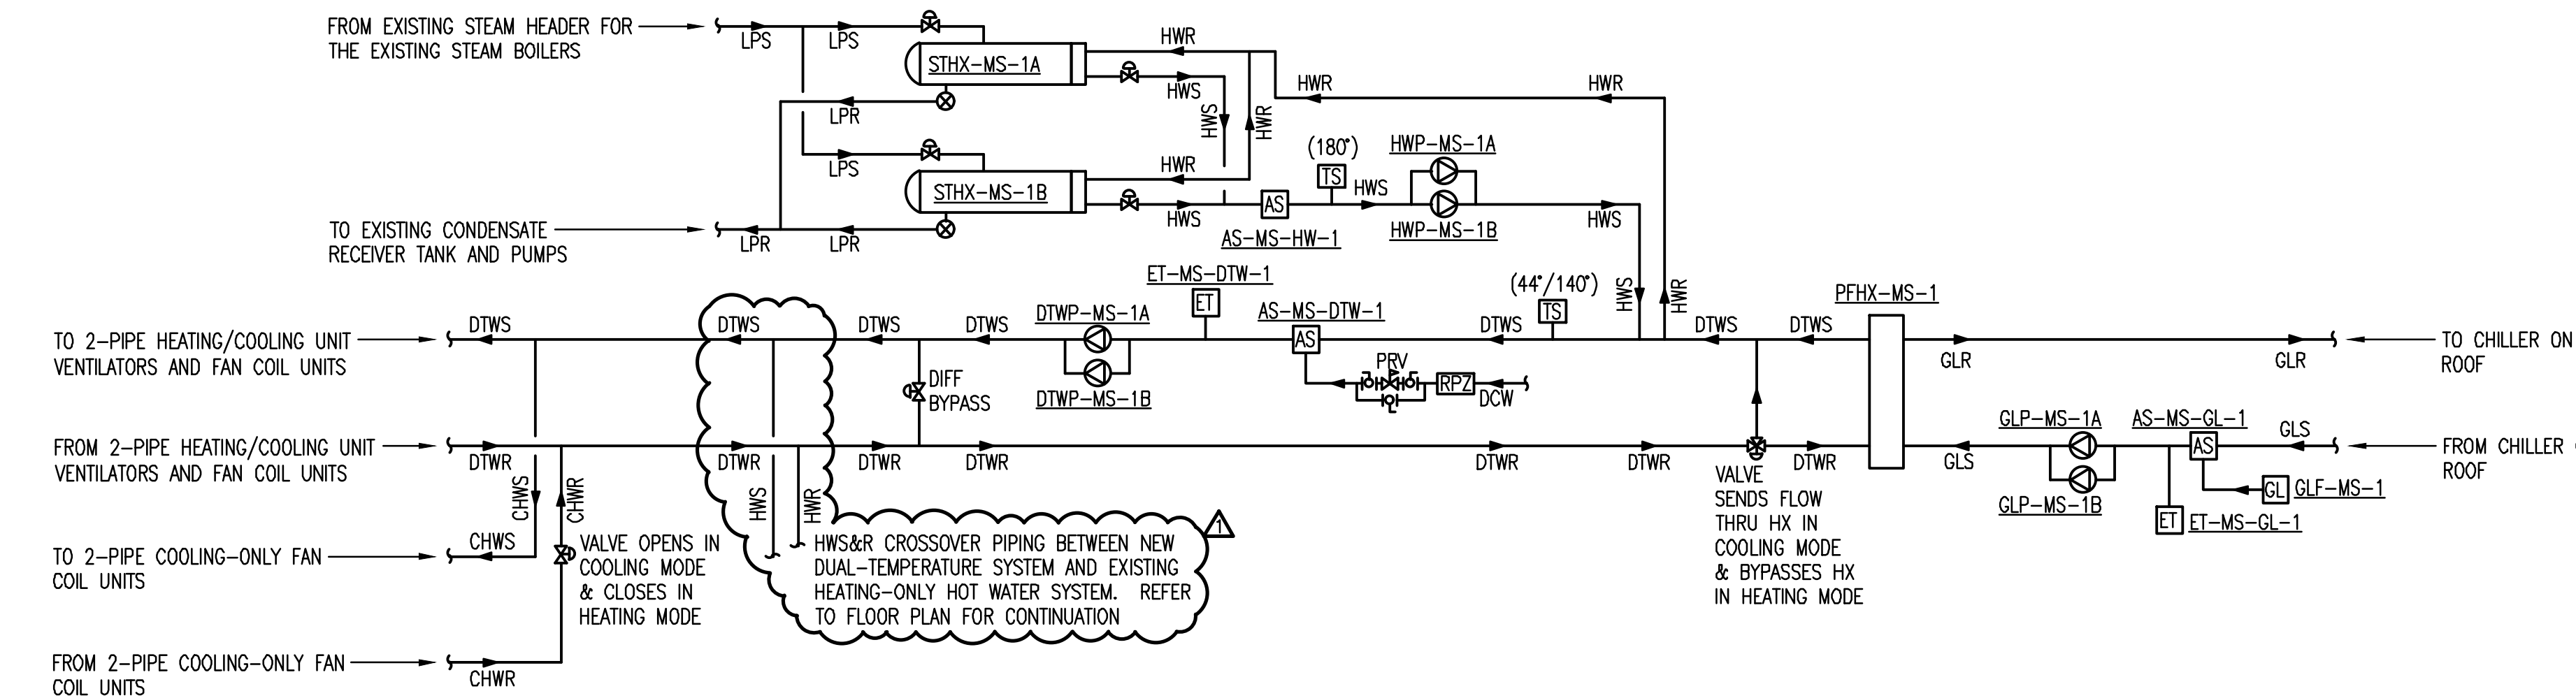 FROM EXISTING STEAM HEADER FOR
THE EXISTING STEAM BOILERS
LPS
LPS
STHX-MS-1A
HWR
HWS
LPR
HWR
HWR
HWS
HWR
LPS
STHX-MS-1B
HWR
HWS
(180°)
TS
HWS
HWP-MS-1A
HWP-MS-1B
HWS
AS
AS-MS-HW-1
TO EXISTING CONDENSATE
RECEIVER TANK AND PUMPS
LPR
LPR
ET-MS-DTW-1
ET
(44°/140°)
TS
HWS
HWR
PFHX-MS-1
TO 2-PIPE HEATING/COOLING UNIT
VENTILATORS AND FAN COIL UNITS
DTWS
DTWS
DTWS
DTWS
DTWP-MS-1A
DTWP-MS-1B
AS-MS-DTW-1
AS
DTWS
DTWS
DTWS
GLR
GLR
TO CHILLER ON
ROOF
DIFF
BYPASS
PRV
RPZ
DCW
FROM 2-PIPE HEATING/COOLING UNIT
VENTILATORS AND FAN COIL UNITS
DTWR
DTWR
DTWR
DTWR
DTWR
DTWR
DTWR
GLS
GLP-MS-1A
GLP-MS-1B
AS-MS-GL-1
AS
GLS
FROM CHILLER
ROOF
GL
GLF-MS-1
ET
ET-MS-GL-1
CHWS
CHWR
HWS
HWR
VALVE
SENDS FLOW
THRU HX IN
COOLING MODE
& BYPASSES HX
IN HEATING MODE
TO 2-PIPE COOLING-ONLY FAN
COIL UNITS
CHWS
VALVE OPENS IN
COOLING MODE
& CLOSES IN
HEATING MODE
1
HWS&R CROSSOVER PIPING BETWEEN NEW
DUAL-TEMPERATURE SYSTEM AND EXISTING
HEATING-ONLY HOT WATER SYSTEM. REFER
TO FLOOR PLAN FOR CONTINUATION
FROM 2-PIPE COOLING-ONLY FAN
COIL UNITS
CHWR